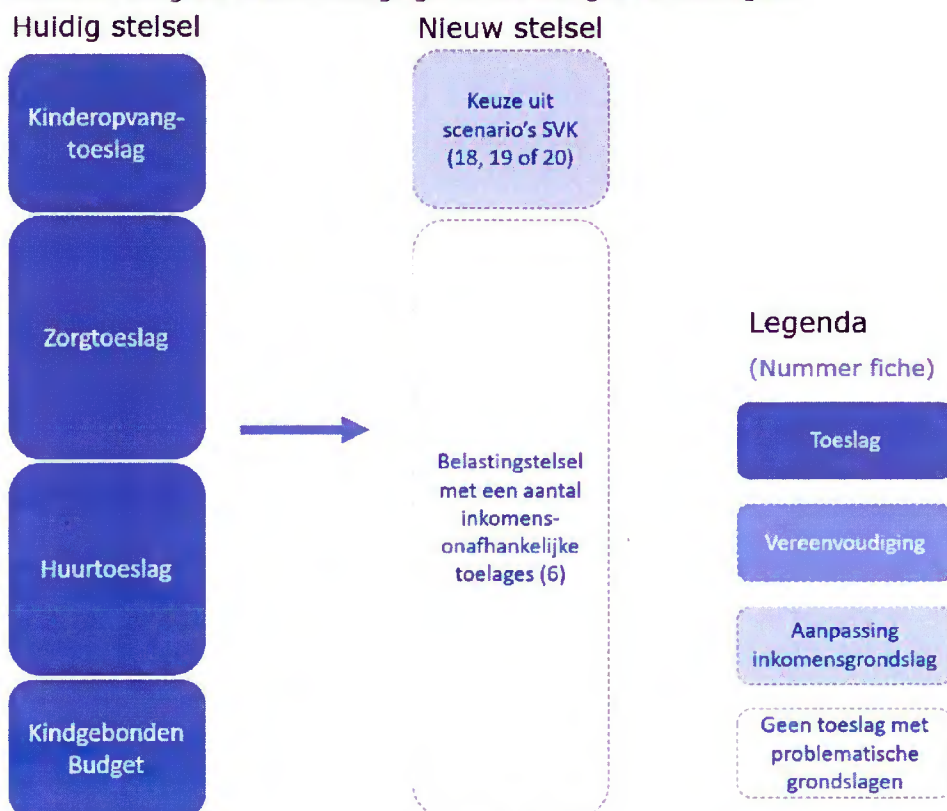 Huidig stelsel
Kinderopvang-
toeslag
Zorgtoeslag
Huurtoeslag
Kindgebonden
Budget
Nieuw stelsel
Keuze uit
scenario's SVK
(18, 19 of 20)
Belastingstelsel
met een aantal
inkomens-
onafhankelijke
toelages (6)
Legenda
(Nummer fiche)
Toeslag
Vereenvoudiging
Aanpassing
inkomensgrondslag
Geen toeslag met
problematische
grondslagen